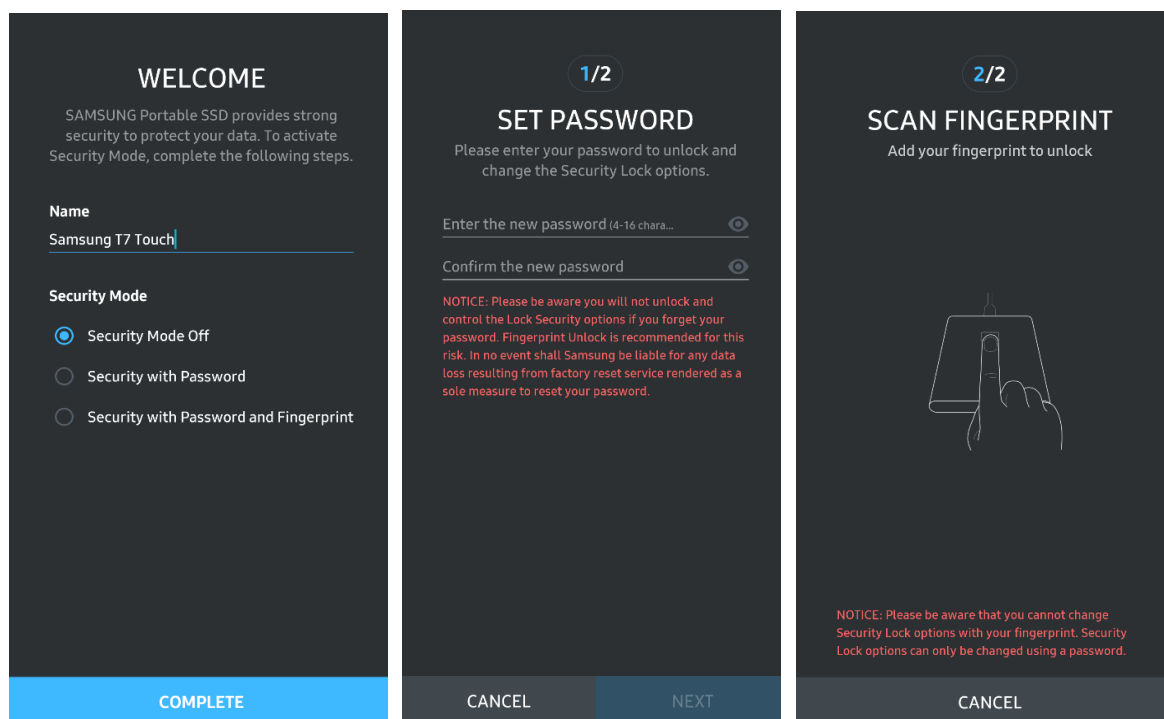 WELCOME
SAMSUNG Portable SSD provides strong
security to protect your data. To activate
Security Mode, complete the following steps.
Name
Samsung T7 Touch
Security Mode
Security Mode Off
Security with Password
Security with Password and Fingerprint
COMPLETE
1/2
SET PASSWORD
Please enter your password to unlock and
change the Security Lock options.
Enter the new password (4-16 chara...
Confirm the new password
NOTICE: Please be aware you will not unlock and
control the Lock Security options if you forget your
password. Fingerprint Unlock is recommended for this
risk. In no event shall Samsung be liable for any data
loss resulting from factory reset service rendered as a
sole measure to reset your password.
CANCEL NEXT
2/2
SCAN FINGERPRINT
Add your fingerprint to unlock
NOTICE: Please be aware that you cannot change
Security Lock options with your fingerprint. Security
Lock options can only be changed using a password.
CANCEL